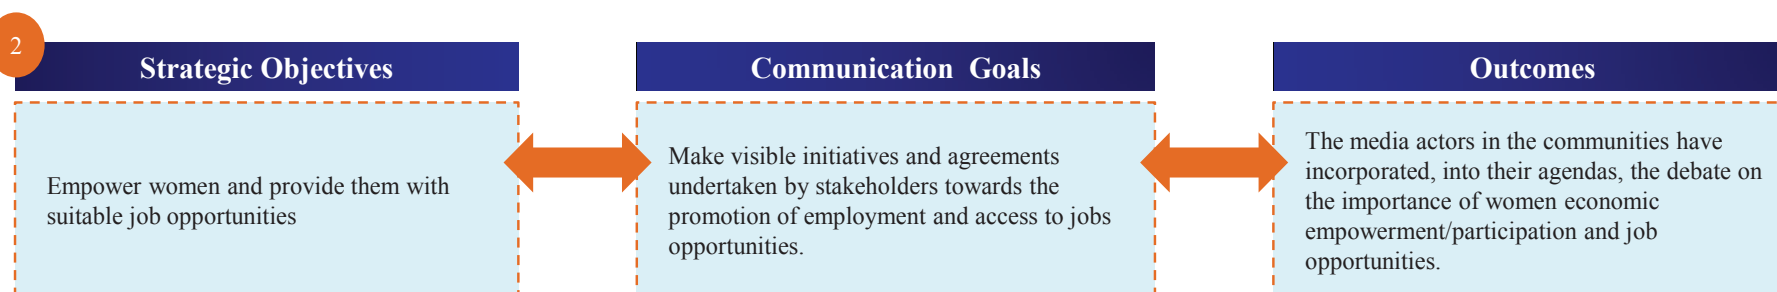 2
Strategic Objectives
Empower women and provide them with
suitable job opportunities
Communication Goals
Make visible initiatives and agreements
undertaken by stakeholders towards the
promotion of employment and access to jobs
opportunities.
Outcomes
The media actors in the communities have
incorporated, into their agendas, the debate on
the importance of women economic
empowerment/participation and job
opportunities.